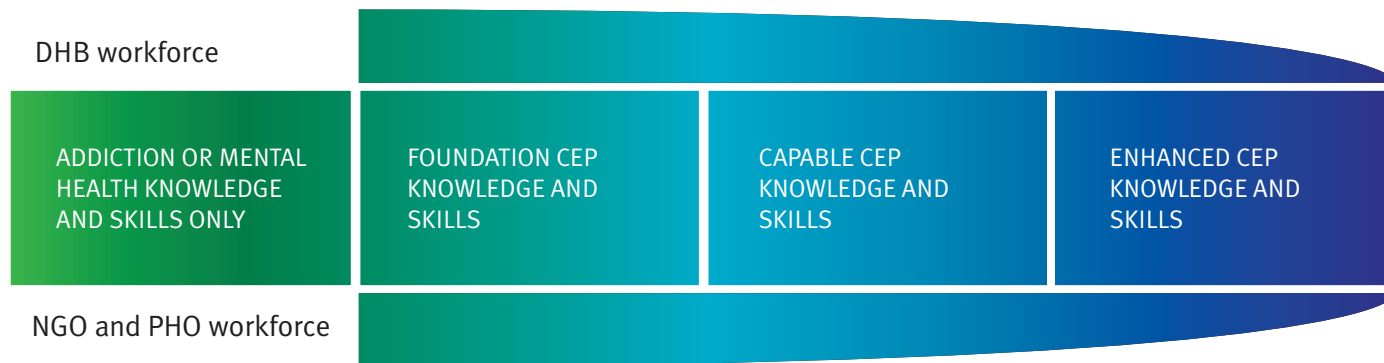 DHB workforce
ADDICTION OR MENTAL
HEALTH KNOWLEDGE
AND SKILLS ONLY
FOUNDATION CEP
KNOWLEDGE AND
SKILLS
CAPABLE CEP
KNOWLEDGE AND
SKILLS
ENHANCED CEP
KNOWLEDGE AND
SKILLS
NGO and PHO workforce